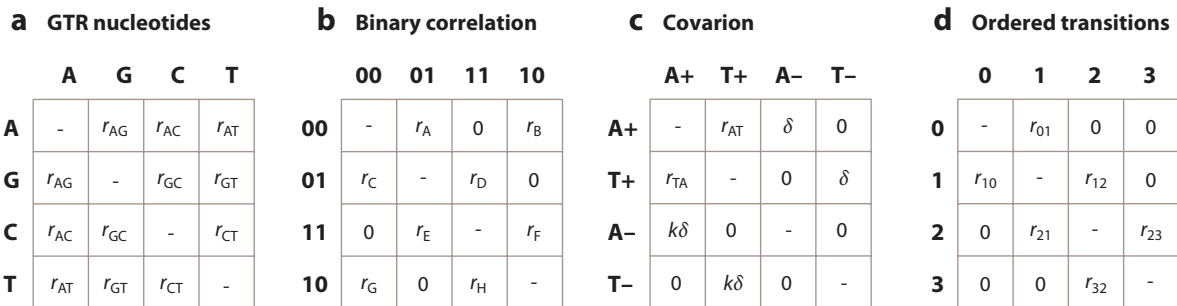 a GTR nucleotides b Binary correlation c Covarion d Ordered transitions
A G C T 00 01 11 10 A+ T+ A– T– 0 1 2 3
A - rAG rAC rAT 00 - rA 0 rB A+ - rAT δ 0 0 - r01 0 0
G rAG - rGC rGT 01 rC - rD 0 T+ rTA - 0 δ 1 r10 - r12 0
C rAC rGC - rCT 11 0 rE - rF A– kδ 0 - 0 2 0 r21 - r23
T rAT rGT rCT - 10 rG 0 rH - T– 0 kδ 0 - 3 0 0 r32 -